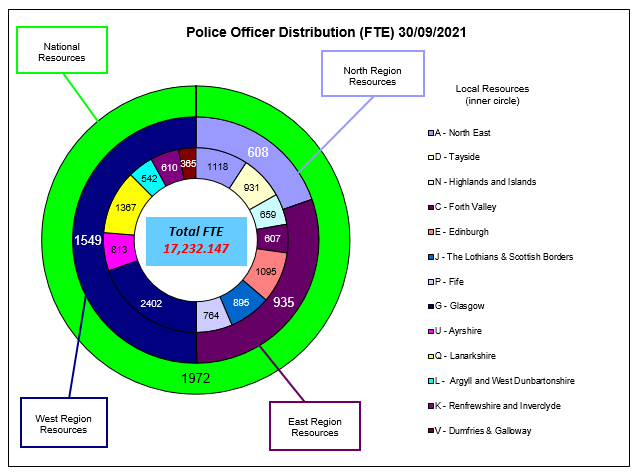 Police Officer Distribution (FTE) 30/09/2021
National
Resources
North Region
Resources
Local Resources
(inner circle)
A - North East
D - Tayside
N - Highlands and Islands
C - Forth Valley
E - Edinburgh
J - The Lothians & Scottish Borders
P - Fife
G - Glasgow
U - Ayrshire
Q - Lanarkshire
L -  Argyll and West Dunbartonshire
K - Renfrewshire and Inverclyde
V - Dumfries & Galloway
608
1118
931
659
607
1095
895
764
2402
813
1367
542
610
365
Total FTE
17,232.147
1549
935
1972
West Region
Resources
East Region
Resources